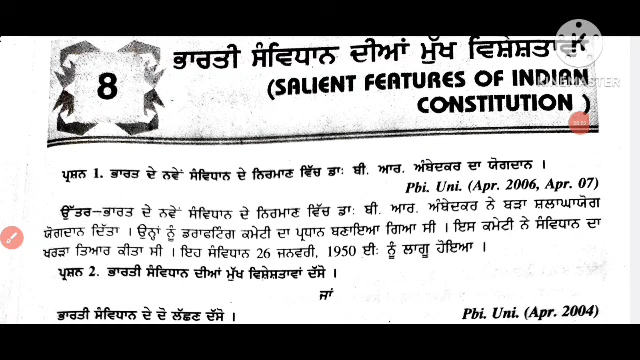 8
ਭਾਰਤੀ ਸੰਵਿਧਾਨ ਦੀਆਂ ਮੁੱਖ ਵਿਸ਼ੇਸ਼ਤਾਵਾਂ
(SALIENT FEATURES OF INDIAN
CONSTITUTION )
ਪ੍ਰਸ਼ਨ 1. ਭਾਰਤ ਦੇ ਨਵੇਂ ਸੰਵਿਧਾਨ ਦੇ ਨਿਰਮਾਣ ਵਿੱਚ ਡਾਃ ਬੀ. ਆਰ. ਅੰਬੇਦਕਰ ਦਾ ਯੋਗਦਾਨ ।
Pbi. Uni. (Apr. 2006, Apr. 07)
ਉੱਤਰ–ਭਾਰਤ ਦੇ ਨਵੇਂ ਸੰਵਿਧਾਨ ਦੇ ਨਿਰਮਾਣ ਵਿੱਚ ਡਾਃ ਬੀ. ਆਰ. ਅੰਬੇਦਕਰ ਨੇ ਬੜਾ ਸ਼ਲਾਘਾਯੋਗ
ਯੋਗਦਾਨ ਦਿੱਤਾ । ਉਨ੍ਹਾਂ ਨੂੰ ਡਰਾਫਟਿੰਗ ਕਮੇਟੀ ਦਾ ਪ੍ਰਧਾਨ ਬਣਾਇਆ ਗਿਆ ਸੀ । ਇਸ ਕਮੇਟੀ ਨੇ ਸੰਵਿਧਾਨ ਦਾ
ਖਰੜਾ ਤਿਆਰ ਕੀਤਾ ਸੀ । ਇਹ ਸੰਵਿਧਾਨ 26 ਜਨਵਰੀ, 1950 ਈਃ ਨੂੰ ਲਾਗੂ ਹੋਇਆ ।
ਪ੍ਰਸ਼ਨ 2. ਭਾਰਤੀ ਸੰਵਿਧਾਨ ਦੀਆਂ ਮੁੱਖ ਵਿਸ਼ੇਸ਼ਤਾਵਾਂ ਦੱਸੋ ।
ਜਾਂ
ਭਾਰਤੀ ਸੰਵਿਧਾਨ ਦੇ ਦੋ ਲੱਛਣ ਦੱਸੋ । Pbi. Uni. (Apr. 2004)